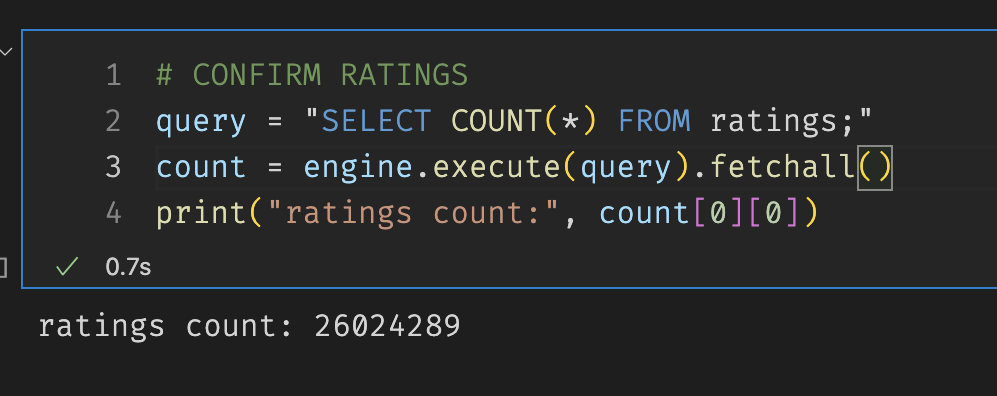 1 # CONFIRM RATINGS
2 query = "SELECT COUNT(*) FROM ratings;"
3 count = engine.execute(query).fetchall()
4 print("ratings count:", count[0][0])
] ✓ 0.7s
ratings count: 26024289